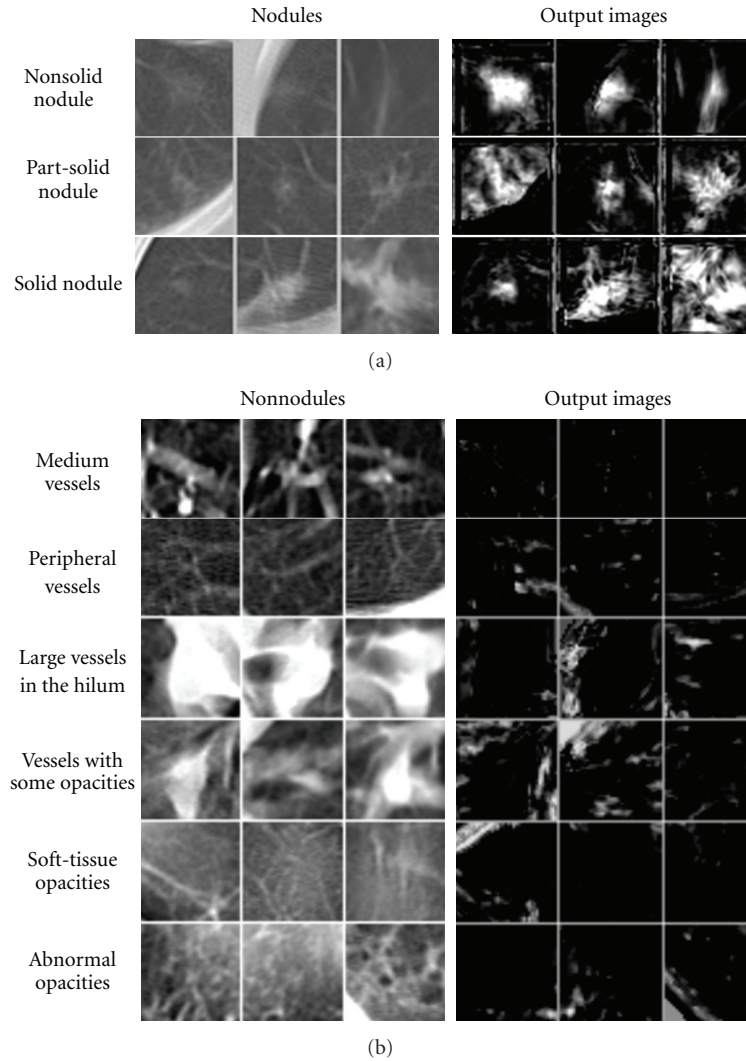 Nodules
Output images
Nonsolid
nodule
Part-solid
nodule
Solid nodule
(a)
Nonnodules
Output images
Medium
vessels
Peripheral
vessels
Large vessels
in the hilum
Vessels with
some opacities
Soft-tissue
opacities
Abnormal
opacities
(b)